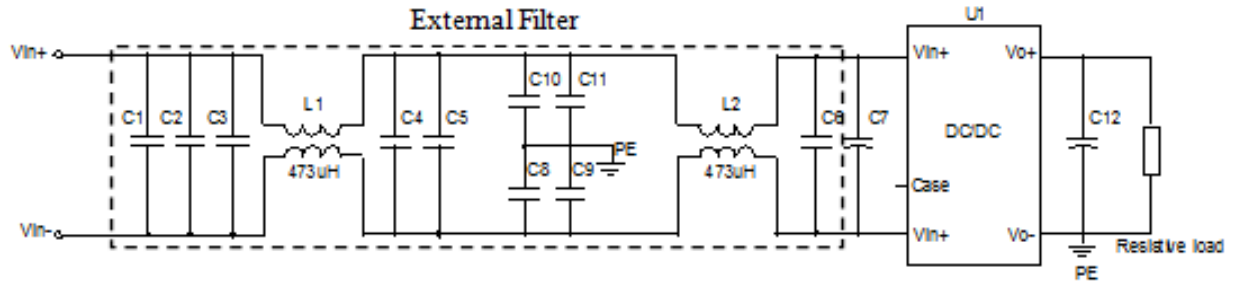 External Filter
U1
Vin+
Vin+
Vo+
C10
C11
L1
L2
C1
C2
C3
C4
C5
C6
C7
DC/DC
C12
PE
473uH
C8
C9
473uH
Case
Vin-
Vin+
Vo-
Resistive load
PE